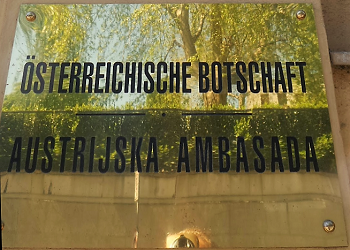 ÖSTERREICHISCHE BOTSCHAFT
AUSTRIJSKA AMBASADA